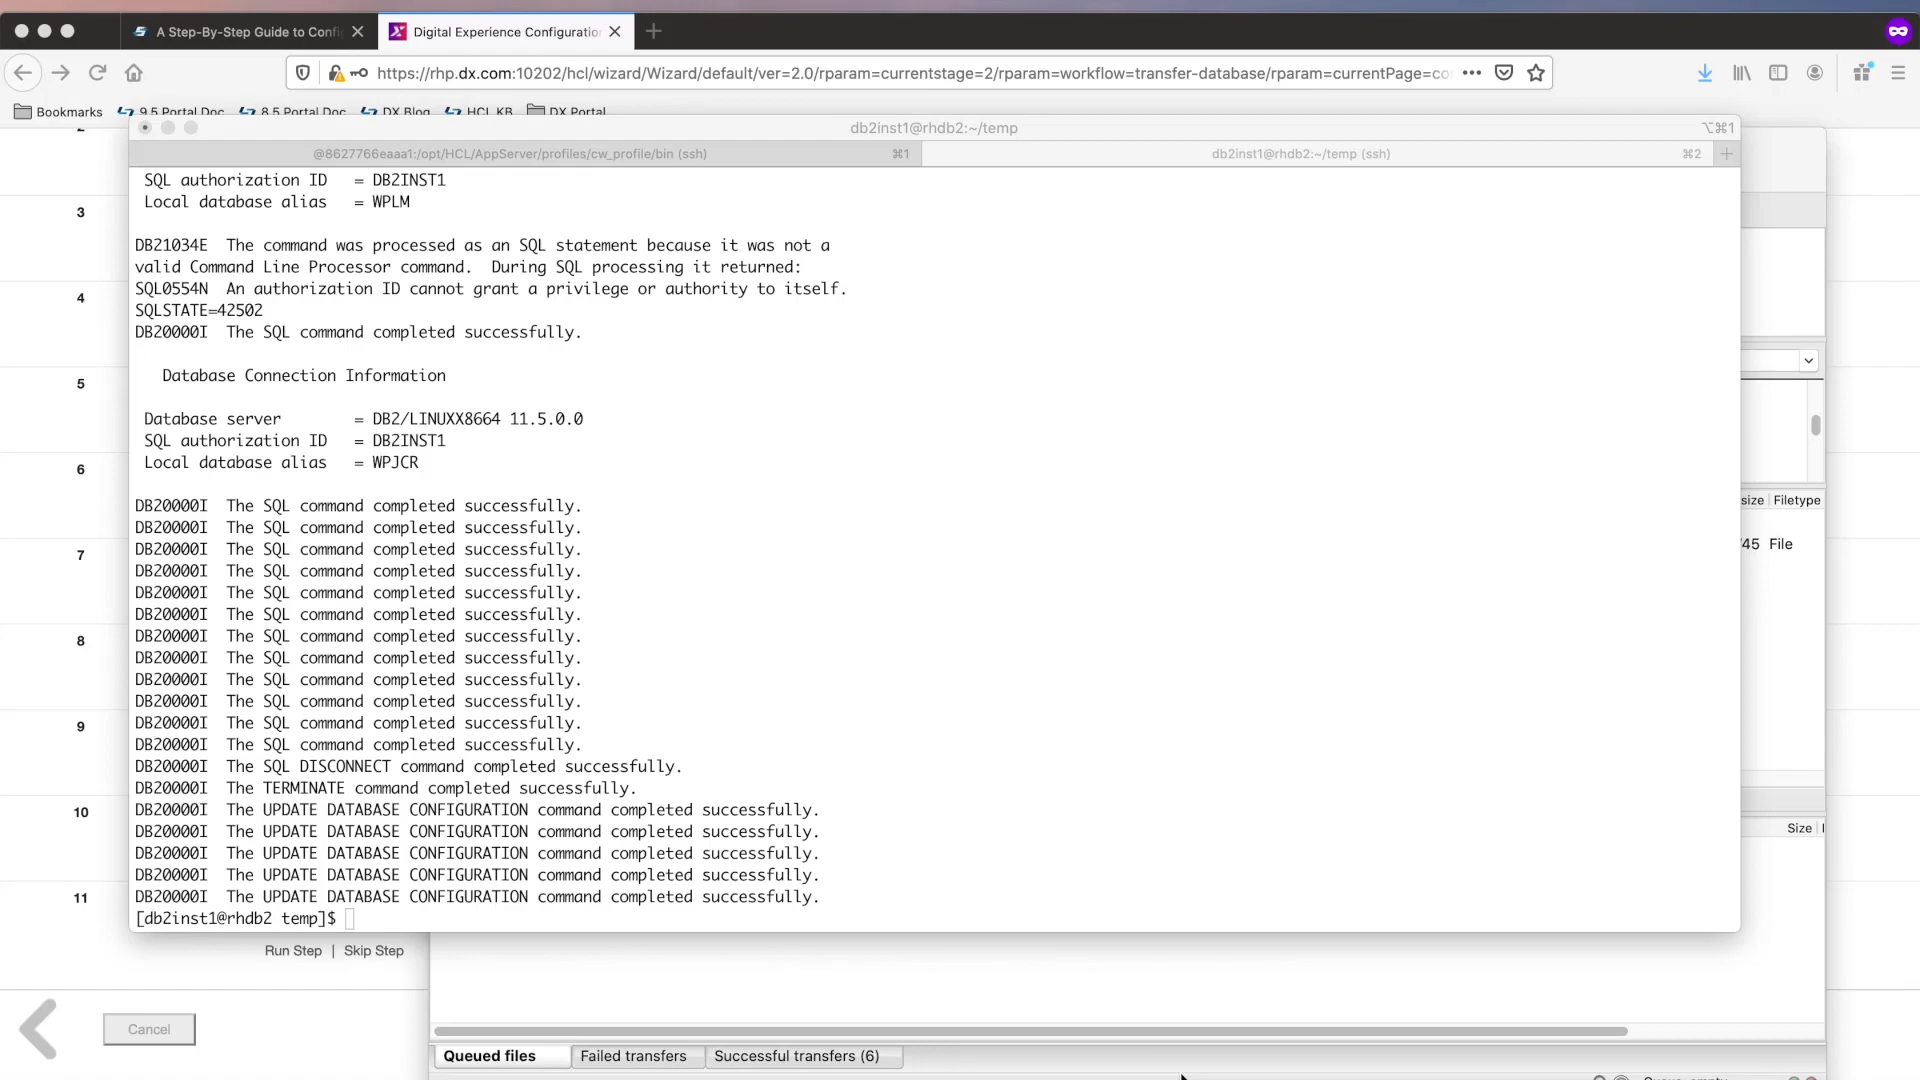 A Step-By-Step Guide to Confi
Digital Experience Configuratio
https://rhp.dx.com:10202/hcl/wizard/Wizard/default/ver=2.0/rparam=currentstage=2/rparam=workflow=transfer-database/rparam=currentPage=co
Bookmarks
9.5 Portal Doc
8.5 Portal Doc
DX Blog
HCL KB
DX Portal
db2inst1@rhdb2:~/temp
⌥⌘1
@8627766eaaa1:/opt/HCL/AppServer/profiles/cw_profile/bin (ssh) ⌘1
db2inst1@rhdb2:~/temp (ssh) ⌘2
SQL authorization ID = DB2INST1
Local database alias = WPLM
DB21034E The command was processed as an SQL statement because it was not a
valid Command Line Processor command. During SQL processing it returned:
SQL0554N An authorization ID cannot grant a privilege or authority to itself.
SQLSTATE=42502
DB20000I The SQL command completed successfully.
Database Connection Information
Database server = DB2/LINUXX8664 11.5.0.0
SQL authorization ID = DB2INST1
Local database alias = WPJCR
DB20000I The SQL command completed successfully.
DB20000I The SQL command completed successfully.
DB20000I The SQL command completed successfully.
DB20000I The SQL command completed successfully.
DB20000I The SQL command completed successfully.
DB20000I The SQL command completed successfully.
DB20000I The SQL command completed successfully.
DB20000I The SQL command completed successfully.
DB20000I The SQL command completed successfully.
DB20000I The SQL command completed successfully.
DB20000I The SQL command completed successfully.
DB20000I The SQL command completed successfully.
DB20000I The SQL DISCONNECT command completed successfully.
DB20000I The TERMINATE command completed successfully.
DB20000I The UPDATE DATABASE CONFIGURATION command completed successfully.
DB20000I The UPDATE DATABASE CONFIGURATION command completed successfully.
DB20000I The UPDATE DATABASE CONFIGURATION command completed successfully.
DB20000I The UPDATE DATABASE CONFIGURATION command completed successfully.
DB20000I The UPDATE DATABASE CONFIGURATION command completed successfully.
[db2inst1@rhdb2 temp]$
3
4
5
6
7
8
9
10
11
size Filetype
45 File
Size
Run Step | Skip Step
Cancel
Queued files
Failed transfers
Successful transfers (6)